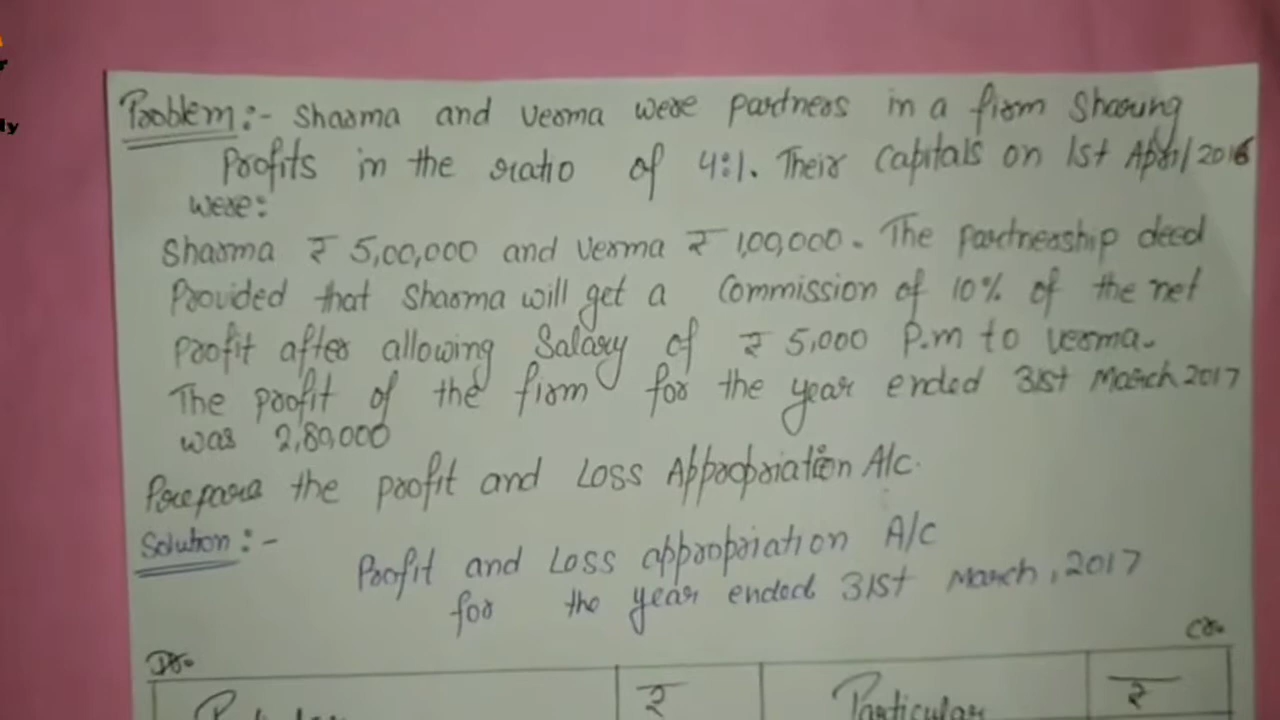 ly
Problem:- Sharma and Verma were partners in a firm Sharing
Profits in the ratio of 4:1. Their Capitals on 1st April 2016
were:
Sharma ₹ 5,00,000 and Verma ₹ 1,00,000. The partnership deed
Provided that Sharma will get a Commission of 10% of the net
Profit after allowing Salary of ₹ 5,000 P.m to Verma.
The profit of the firm for the year ended 31st March 2017
was 2,80,000
Prepara the profit and Loss Appropriation A/c.
Solution:-
Profit and Loss appropriation A/c
for the year ended 31st March, 2017
Dr. Cr.
₹ Particular ₹